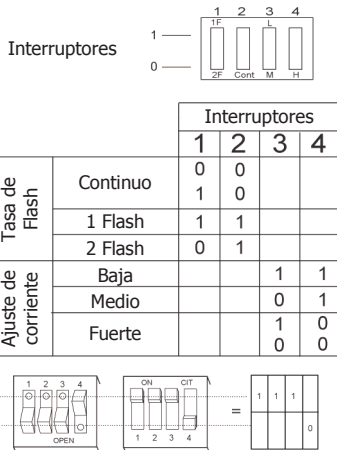 1 2 3 4
1F L
Interruptores
1
0
2F Cont M H
Interruptores
1 2 3 4
Tasa de Flash
Continuo
0 0
1 0
1 Flash 1 1
2 Flash 0 1
Ajuste de corriente
Baja 1 1
Medio 0 1
Fuerte
1 0
0 0
1 2 3 4
OPEN
ON CIT
1 2 3 4
=
1 1 1
0